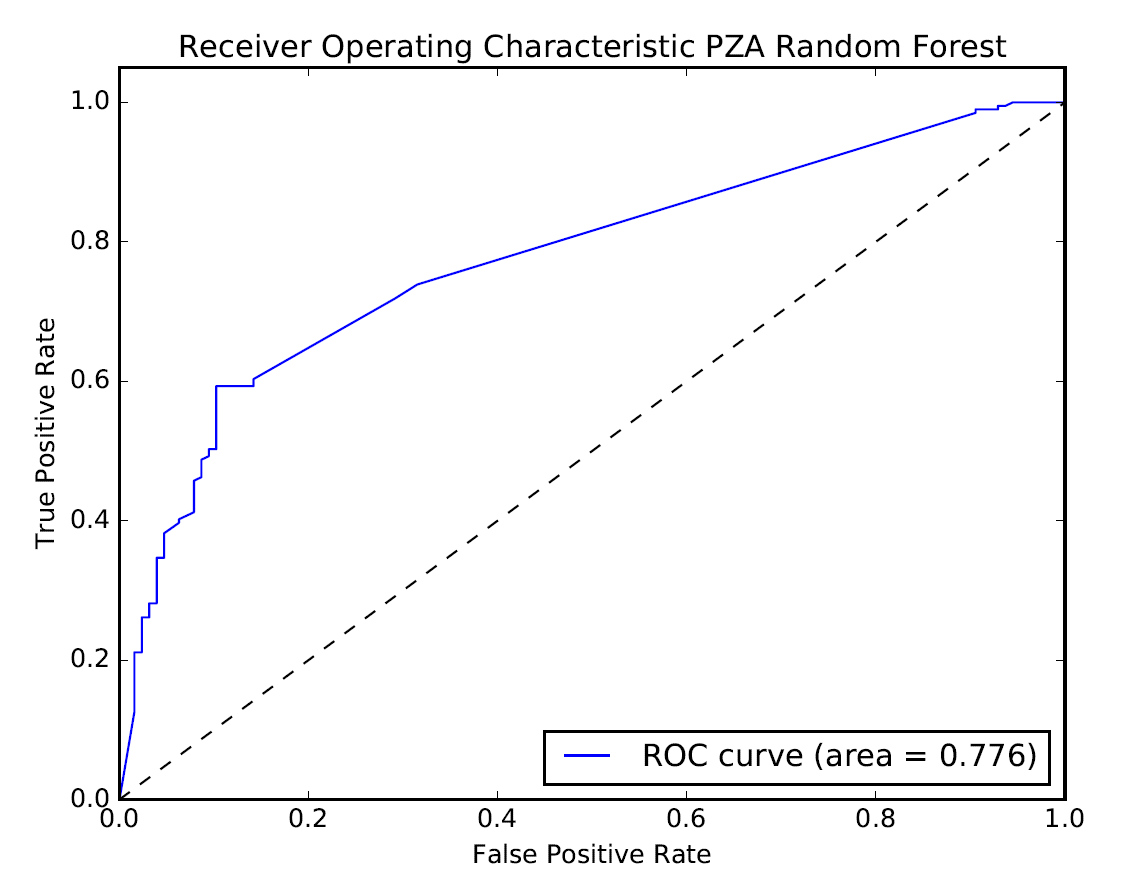 Receiver Operating Characteristic PZA Random Forest
1.0
0.8
0.6
0.4
0.2
0.0
True Positive Rate
ROC curve (area = 0.776)
0.0 0.2 0.4 0.6 0.8 1.0
False Positive Rate